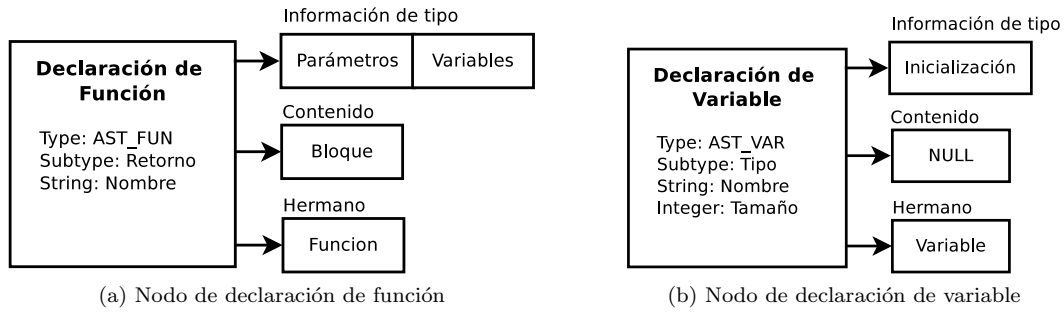 Información de tipo
Declaración de
Función
Type: AST_FUN
Subtype: Retorno
String: Nombre
Parámetros
Variables
Contenido
Bloque
Hermano
Funcion
(a) Nodo de declaración de función
Información de tipo
Declaración de
Variable
Type: AST_VAR
Subtype: Tipo
String: Nombre
Integer: Tamaño
Inicialización
Contenido
NULL
Hermano
Variable
(b) Nodo de declaración de variable